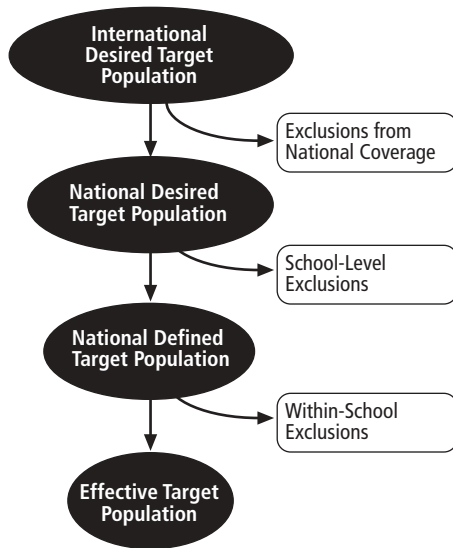 International
Desired Target
Population
Exclusions from
National Coverage
National Desired
Target Population
School-Level
Exclusions
National Defined
Target Population
Within-School
Exclusions
Effective Target
Population